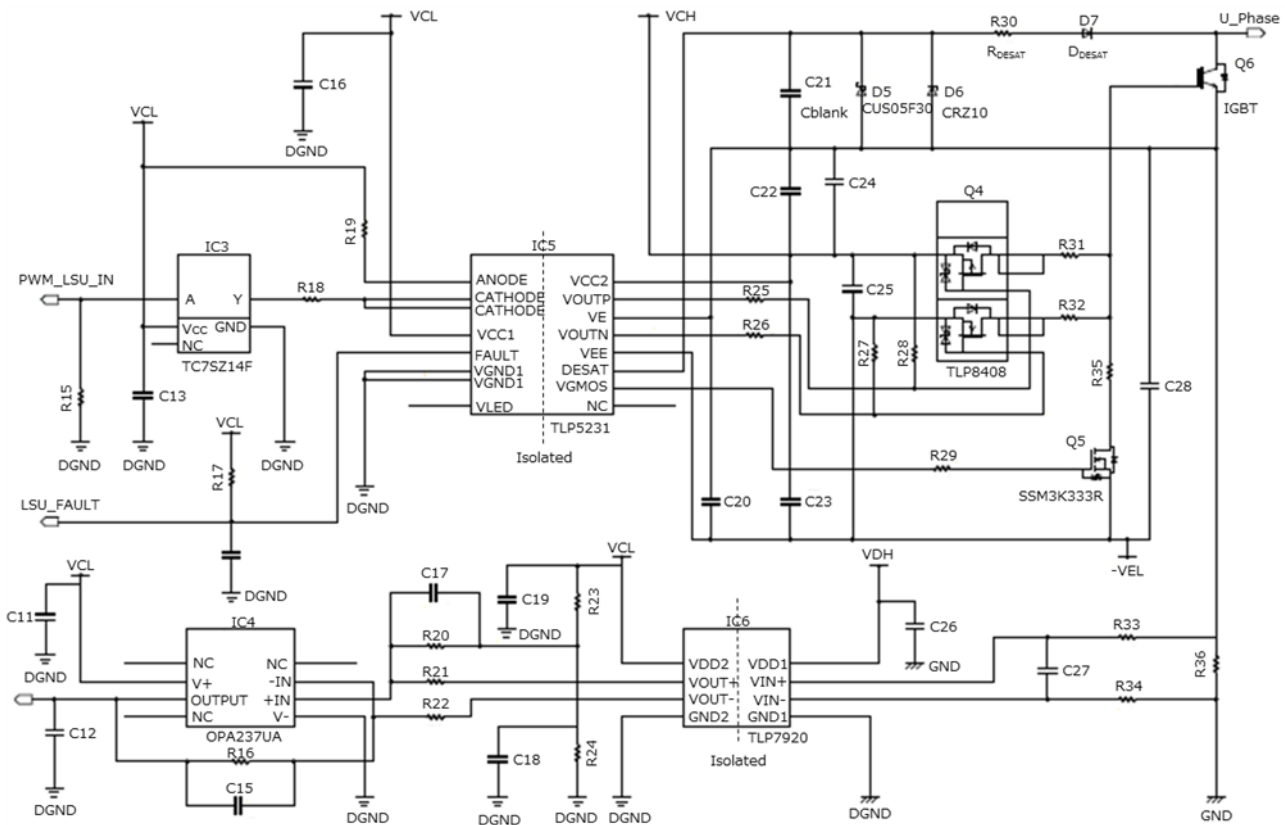 VCL
VCH
R30
D7
U_Phase
RDESAT
DDESAT
Q6
C16
C21
D5
D6
IGBT
VCL
Cblank
CUS05F30
CRZ10
DGND
R19
C22
C24
Q4
IC3
IC5
R31
PWM_LSU_IN
A
Y
R18
ANODE
CATHODE
CATHODE
VCC2
VOUTP
VE
VOUTN
VEE
DESAT
VGMOS
NC
R25
C25
R26
R32
Vcc
GND
NC
TC7SZ14F
VCC1
FAULT
VGND1
VGND1
VLED
R27
R28
TLP8408
R35
C28
R15
C13
TLP5231
Isolated
VCL
DGND
DGND
DGND
R17
DGND
Q5
R29
SSM3K333R
LSU_FAULT
C20
C23
-VEL
VCL
DGND
C17
VCL
VDH
C11
C19
R23
DGND
IC4
IC6
C26
GND
R33
R20
NC
NC
V+
-IN
OUTPUT
+IN
NC
V-
OPA237UA
R21
R22
VDD2
VDD1
VOUT+
VIN+
VOUT-
VIN-
GND2
GND1
TLP7920
Isolated
C27
R34
R36
C12
R16
C15
C18
R24
DGND
DGND
DGND
DGND
DGND
DGND
DGND
GND